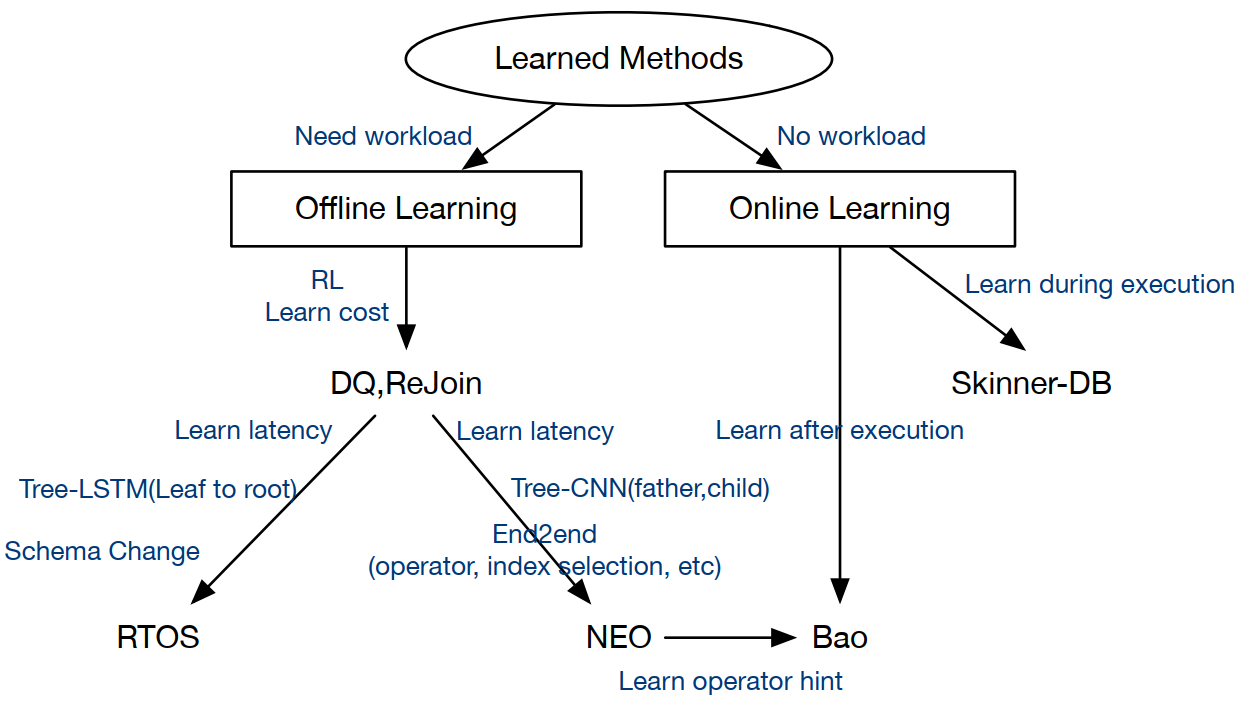 Learned Methods
Need workload
No workload
Offline Learning
Online Learning
RL
Learn cost
Learn during execution
DQ,ReJoin
Skinner-DB
Learn latency
Learn latency
Learn after execution
Tree-LSTM(Leaf to root)
Tree-CNN(father,child)
End2end
(operator, index selection, etc)
Schema Change
RTOS
NEO
Bao
Learn operator hint